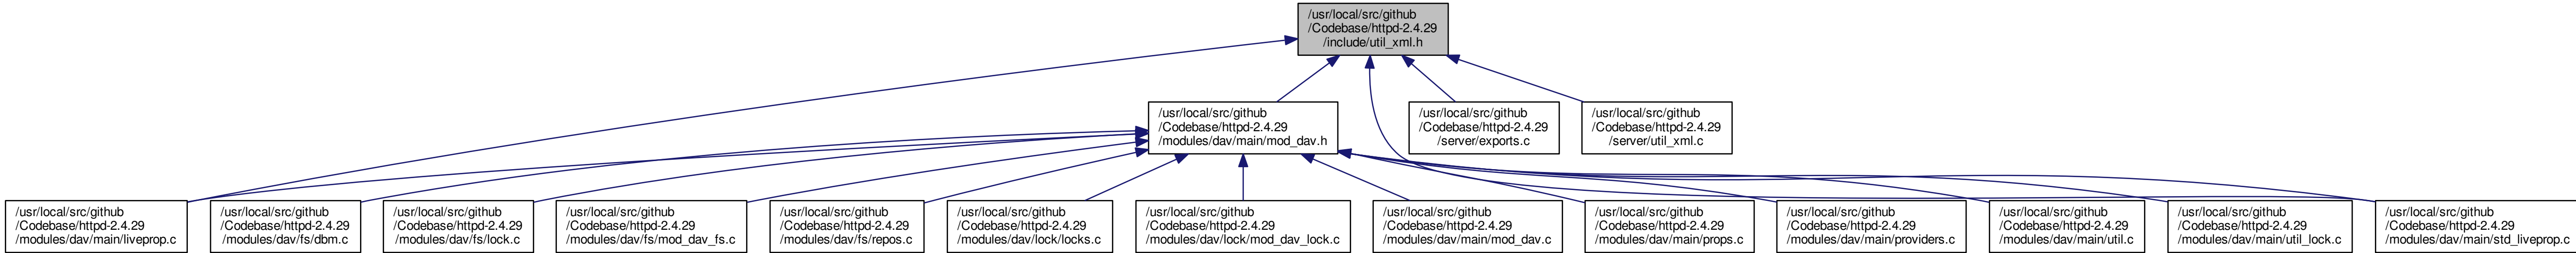 /usr/local/src/github
/Codebase/httpd-2.4.29
/include/util_xml.h
/usr/local/src/github
/Codebase/httpd-2.4.29
/modules/dav/main/mod_dav.h
/usr/local/src/github
/Codebase/httpd-2.4.29
/server/exports.c
/usr/local/src/github
/Codebase/httpd-2.4.29
/server/util_xml.c
/usr/local/src/github
/Codebase/httpd-2.4.29
/modules/dav/main/liveprop.c
/usr/local/src/github
/Codebase/httpd-2.4.29
/modules/dav/fs/dbm.c
/usr/local/src/github
/Codebase/httpd-2.4.29
/modules/dav/fs/lock.c
/usr/local/src/github
/Codebase/httpd-2.4.29
/modules/dav/fs/mod_dav_fs.c
/usr/local/src/github
/Codebase/httpd-2.4.29
/modules/dav/fs/repos.c
/usr/local/src/github
/Codebase/httpd-2.4.29
/modules/dav/lock/locks.c
/usr/local/src/github
/Codebase/httpd-2.4.29
/modules/dav/lock/mod_dav_lock.c
/usr/local/src/github
/Codebase/httpd-2.4.29
/modules/dav/main/mod_dav.c
/usr/local/src/github
/Codebase/httpd-2.4.29
/modules/dav/main/props.c
/usr/local/src/github
/Codebase/httpd-2.4.29
/modules/dav/main/providers.c
/usr/local/src/github
/Codebase/httpd-2.4.29
/modules/dav/main/util.c
/usr/local/src/github
/Codebase/httpd-2.4.29
/modules/dav/main/util_lock.c
/usr/local/src/github
/Codebase/httpd-2.4.29
/modules/dav/main/std_liveprop.c